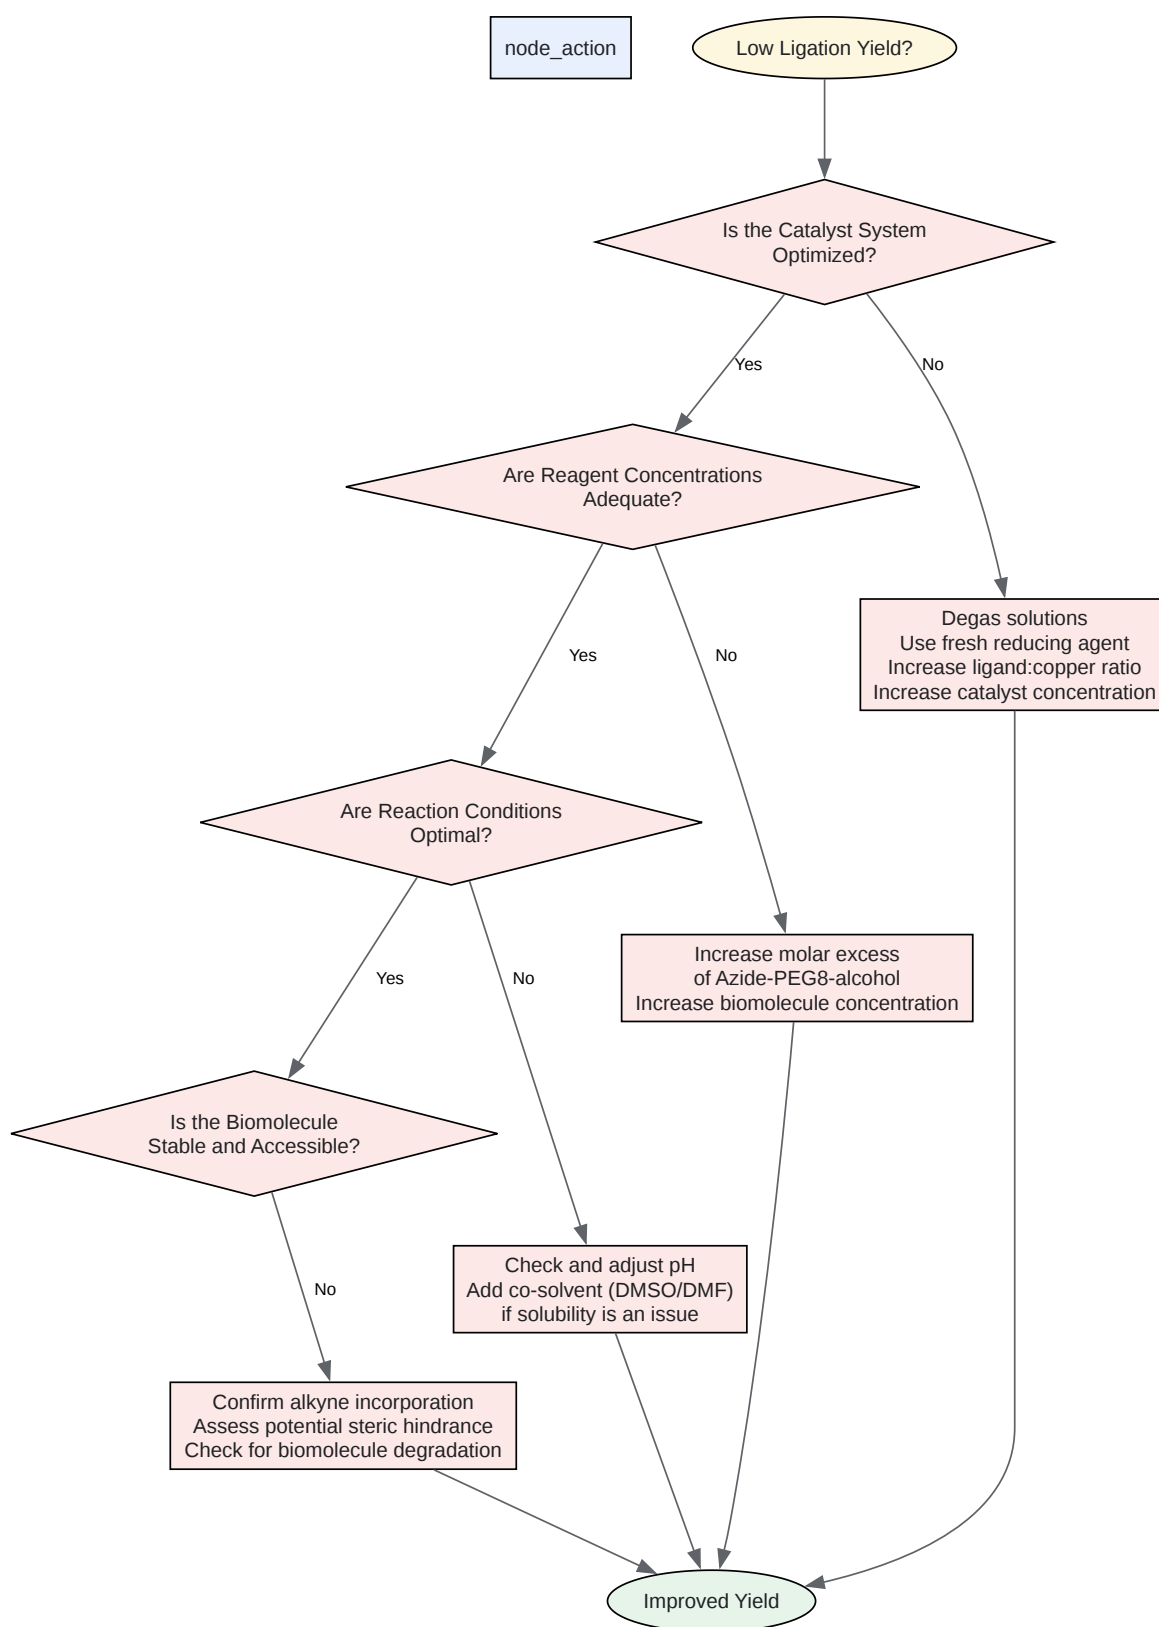 node_action
Low Ligation Yield?
Is the Catalyst System
Optimized?
Yes
No
Are Reagent Concentrations
Adequate?
Degas solutions
Use fresh reducing agent
Increase ligand:copper ratio
Increase catalyst concentration
Yes
No
Are Reaction Conditions
Optimal?
Increase molar excess
of Azide-PEG8-alcohol
Increase biomolecule concentration
Yes
No
Is the Biomolecule
Stable and Accessible?
Check and adjust pH
Add co-solvent (DMSO/DMF)
if solubility is an issue
No
Confirm alkyne incorporation
Assess potential steric hindrance
Check for biomolecule degradation
Improved Yield